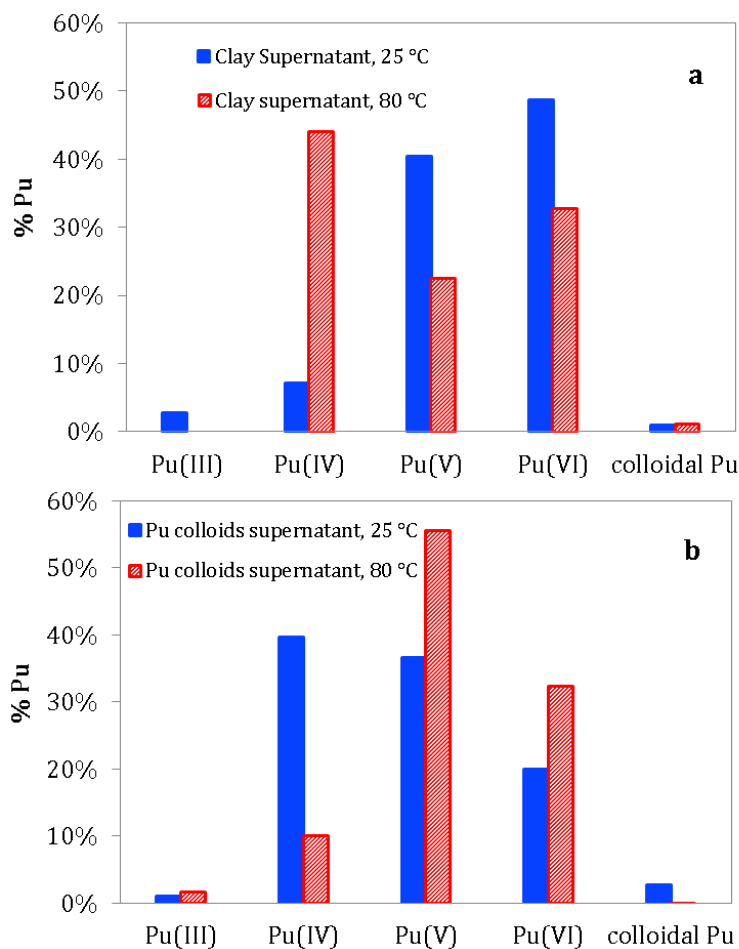 60%
Clay Supernatant, 25 °C
a
50%
Clay supernatant, 80 °C
40%
30%
20%
10%
0%
% Pu
Pu(III) Pu(IV) Pu(V) Pu(VI) colloidal Pu
60%
Pu colloids supernatant, 25 °C
b
Pu colloids supernatant, 80 °C
50%
40%
30%
20%
10%
0%
% Pu
Pu(III) Pu(IV) Pu(V) Pu(VI) colloidal Pu